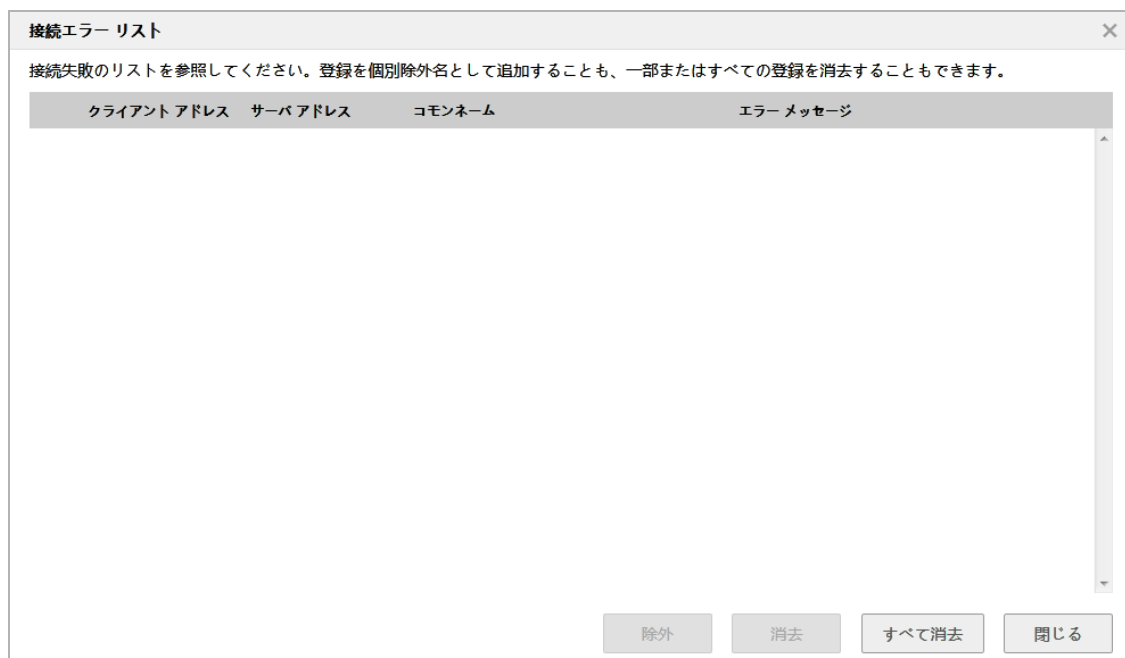 接続エラー リスト
接続失敗のリストを参照してください。登録を個別除外名として追加することも、一部またはすべての登録を消去することもできます。
クライアント アドレス サーバ アドレス コモンネーム エラー メッセージ
除外 消去 すべて消去 閉じる